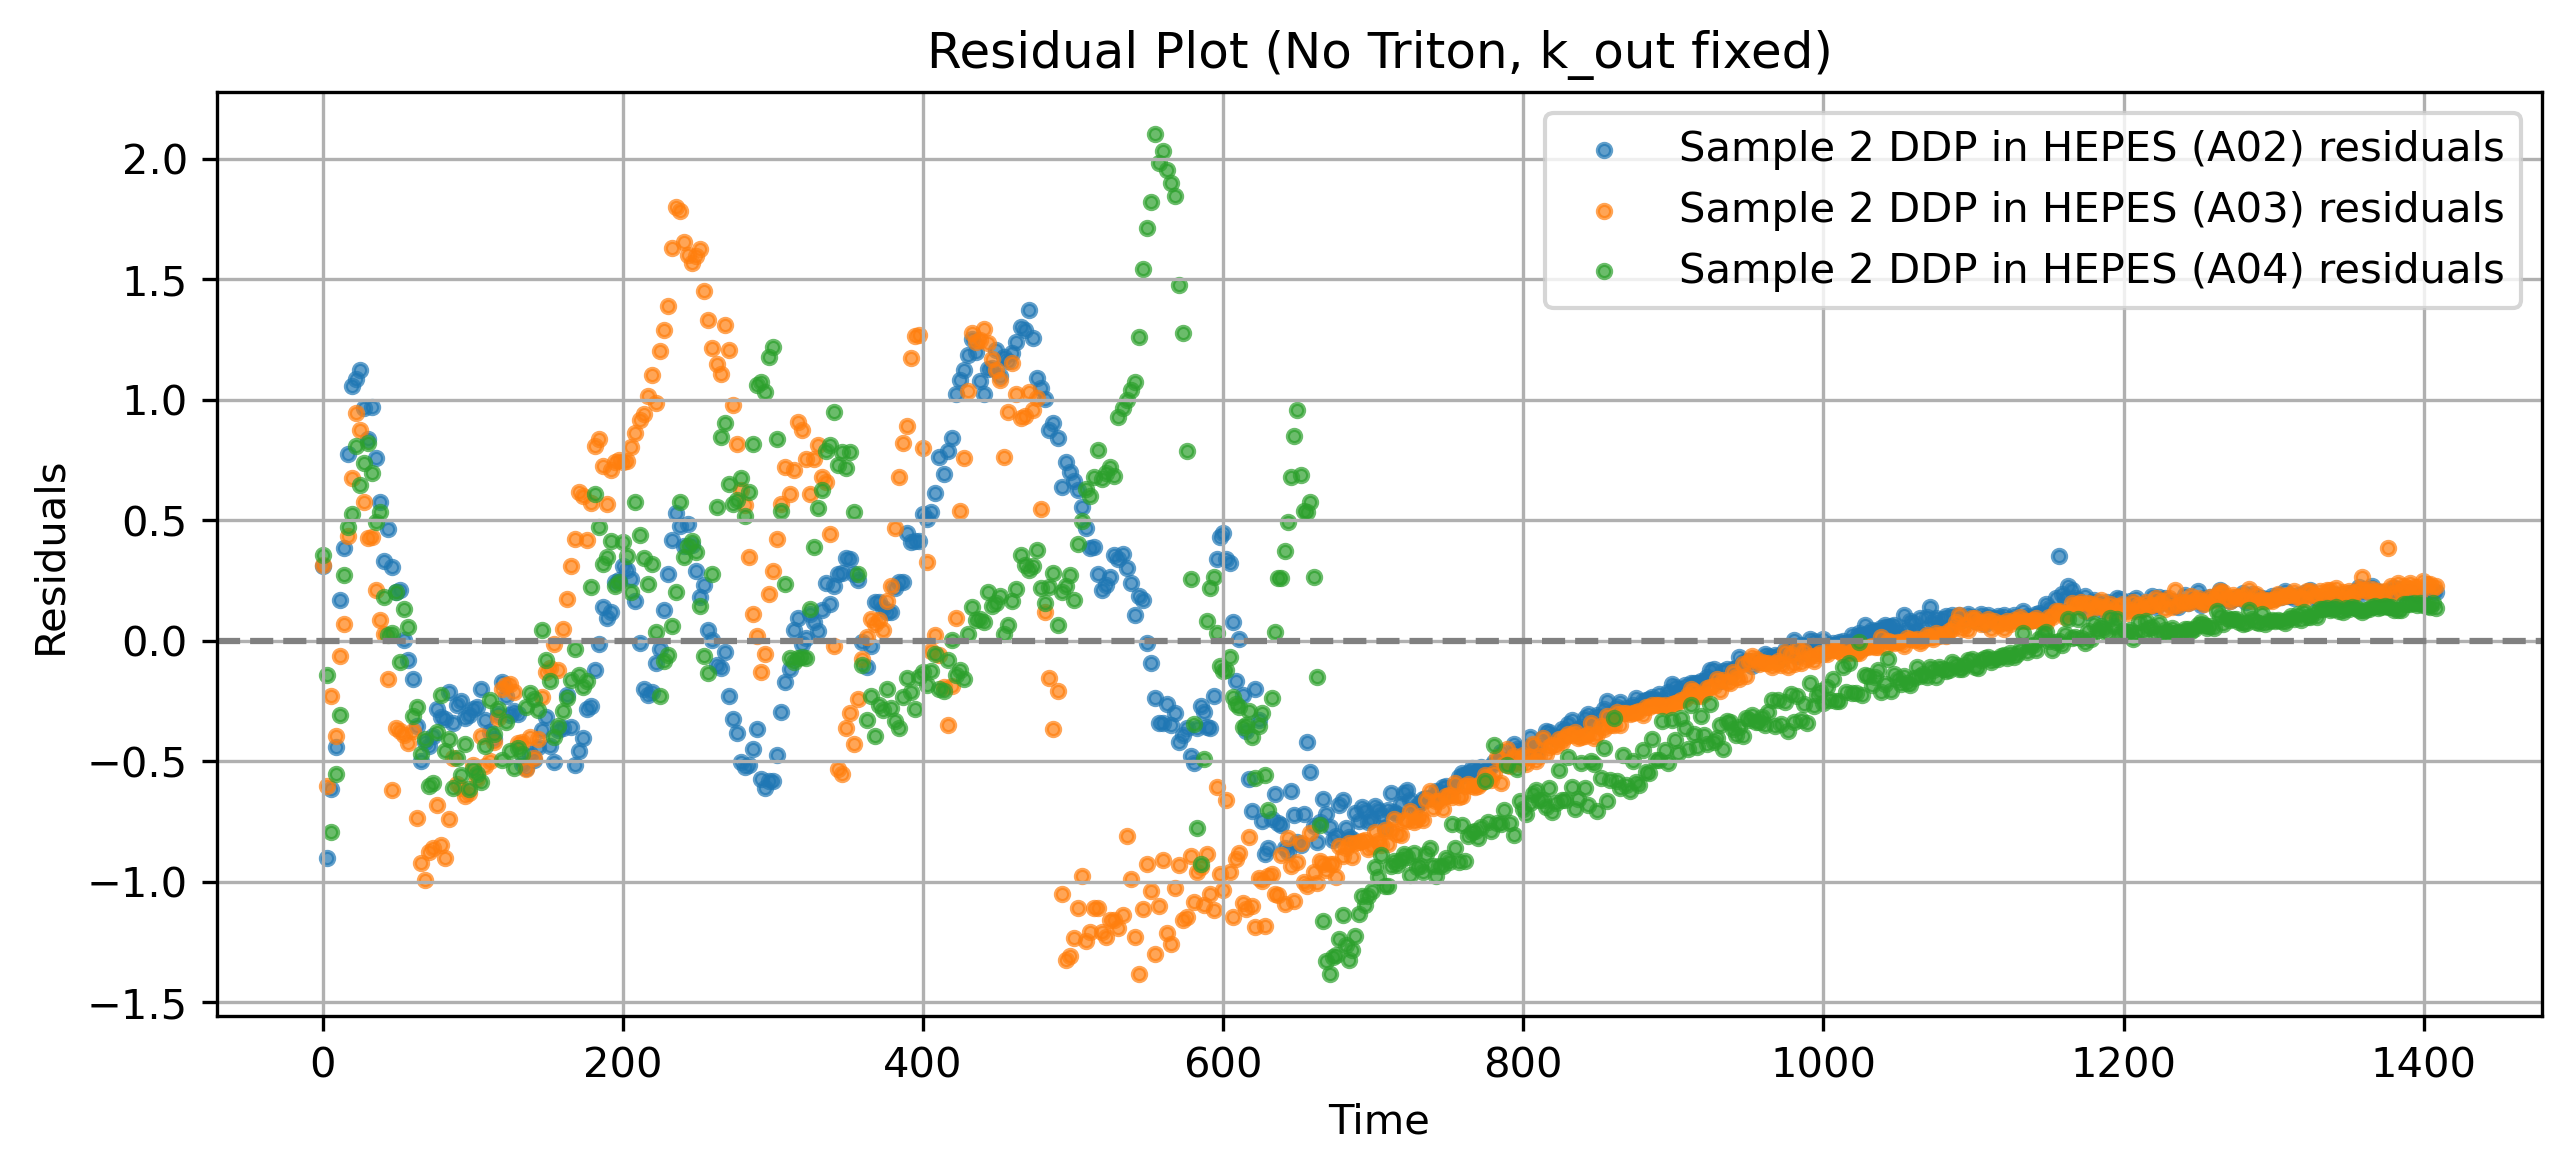 Residual Plot (No Triton, k_out fixed)
Sample 2 DDP in HEPES (A02) residuals
Sample 2 DDP in HEPES (A03) residuals
Sample 2 DDP in HEPES (A04) residuals
Residuals
2.0
1.5
1.0
0.5
0.0
−0.5
−1.0
−1.5
0 200 400 600 800 1000 1200 1400
Time